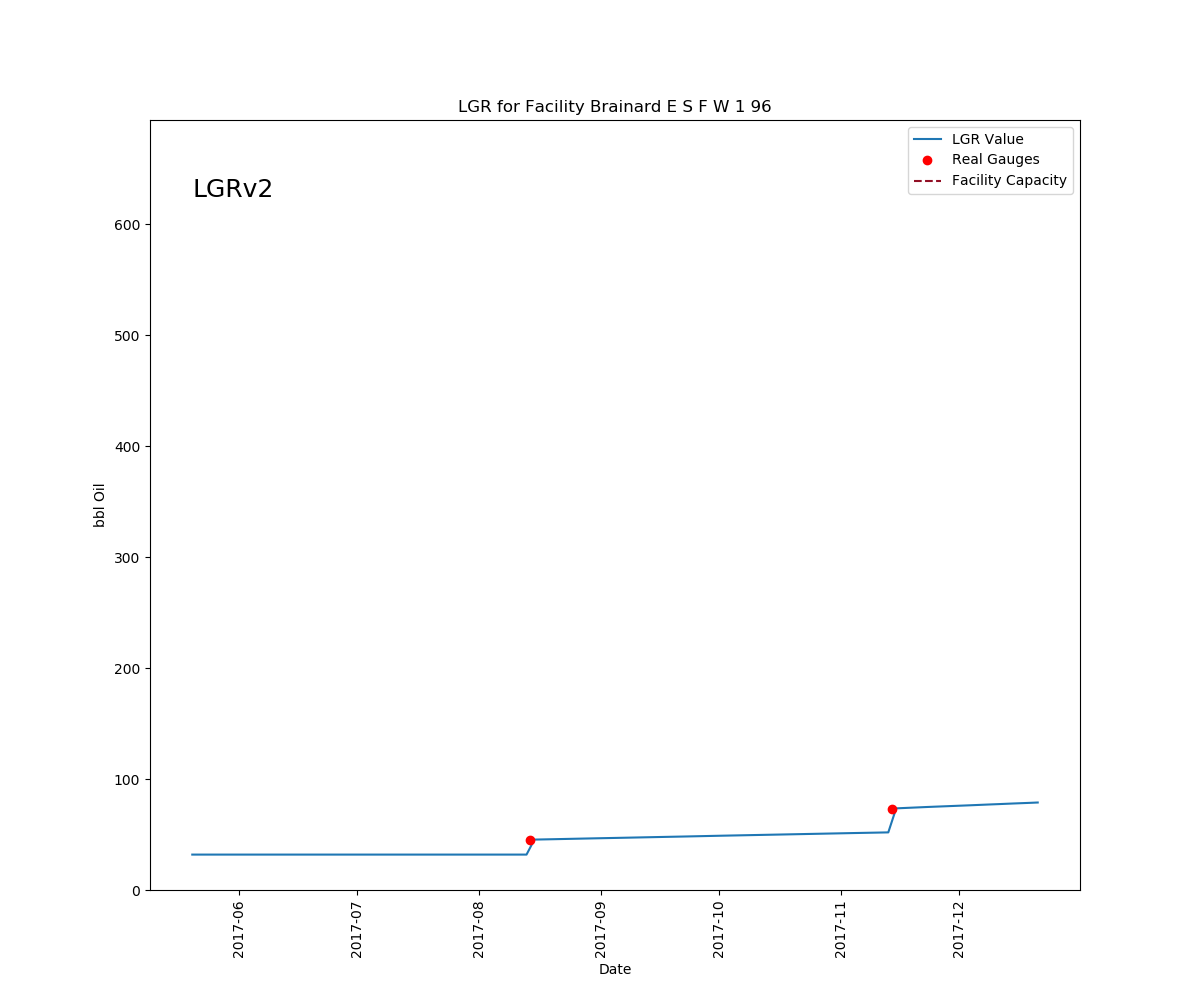 LGR for Facility Brainard E S F W 1 96
LGRv2
LGR Value
Real Gauges
Facility Capacity
600
500
400
300
200
100
0
bbl Oil
2017-06
2017-07
2017-08
2017-09
2017-10
2017-11
2017-12
Date